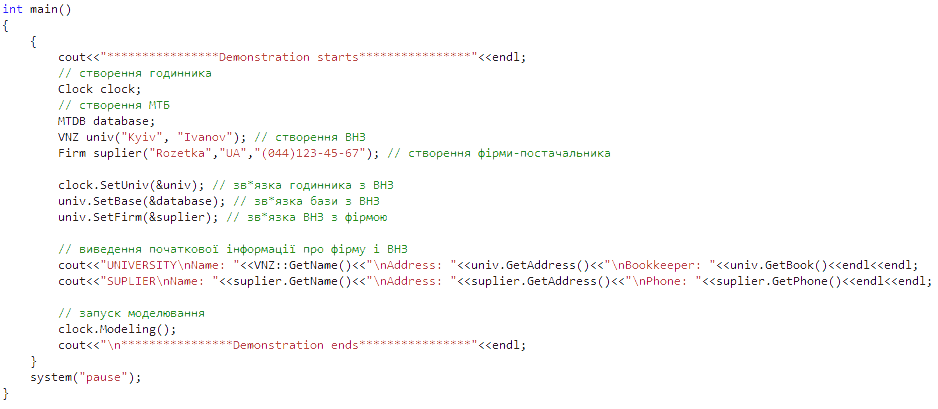 int main()
{
    {
        cout<<"****************Demonstration starts****************"<<endl;
        // створення годинника
        Clock clock;
        // створення МТБ
        MTDB database;
        VNZ univ("Kyiv", "Ivanov"); // створення ВНЗ
        Firm suplier("Rozetka","UA","(044)123-45-67"); // створення фірми-постачальника

        clock.SetUniv(&univ); // зв*язка годинника з ВНЗ
        univ.SetBase(&database); // зв*язка бази з ВНЗ
        univ.SetFirm(&suplier); // зв*язка ВНЗ з фірмою

        // виведення початкової інформації про фірму і ВНЗ
        cout<<"UNIVERSITY\nName: "<<VNZ::GetName()<<"\nAddress: "<<univ.GetAddress()<<"\nBookkeeper: "<<univ.GetBook()<<endl<<endl;
        cout<<"SUPLIER\nName: "<<suplier.GetName()<<"\nAddress: "<<suplier.GetAddress()<<"\nPhone: "<<suplier.GetPhone()<<endl<<endl;

        // запуск моделювання
        clock.Modeling();
        cout<<"\n****************Demonstration ends****************"<<endl;
    }
    system("pause");
}